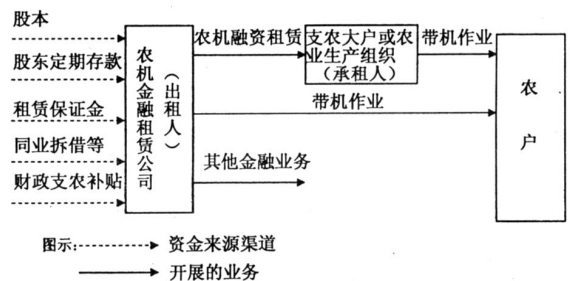 股本
股东定期存款
租赁保证金
同业拆借等
财政支农补贴
农机金融租赁公司
（出租人）
农机融资租赁
支农大户或农
业生产组织
（承租人）
带机作业
带机作业
其他金融业务
农户
图示:
资金来源渠道
开展的业务